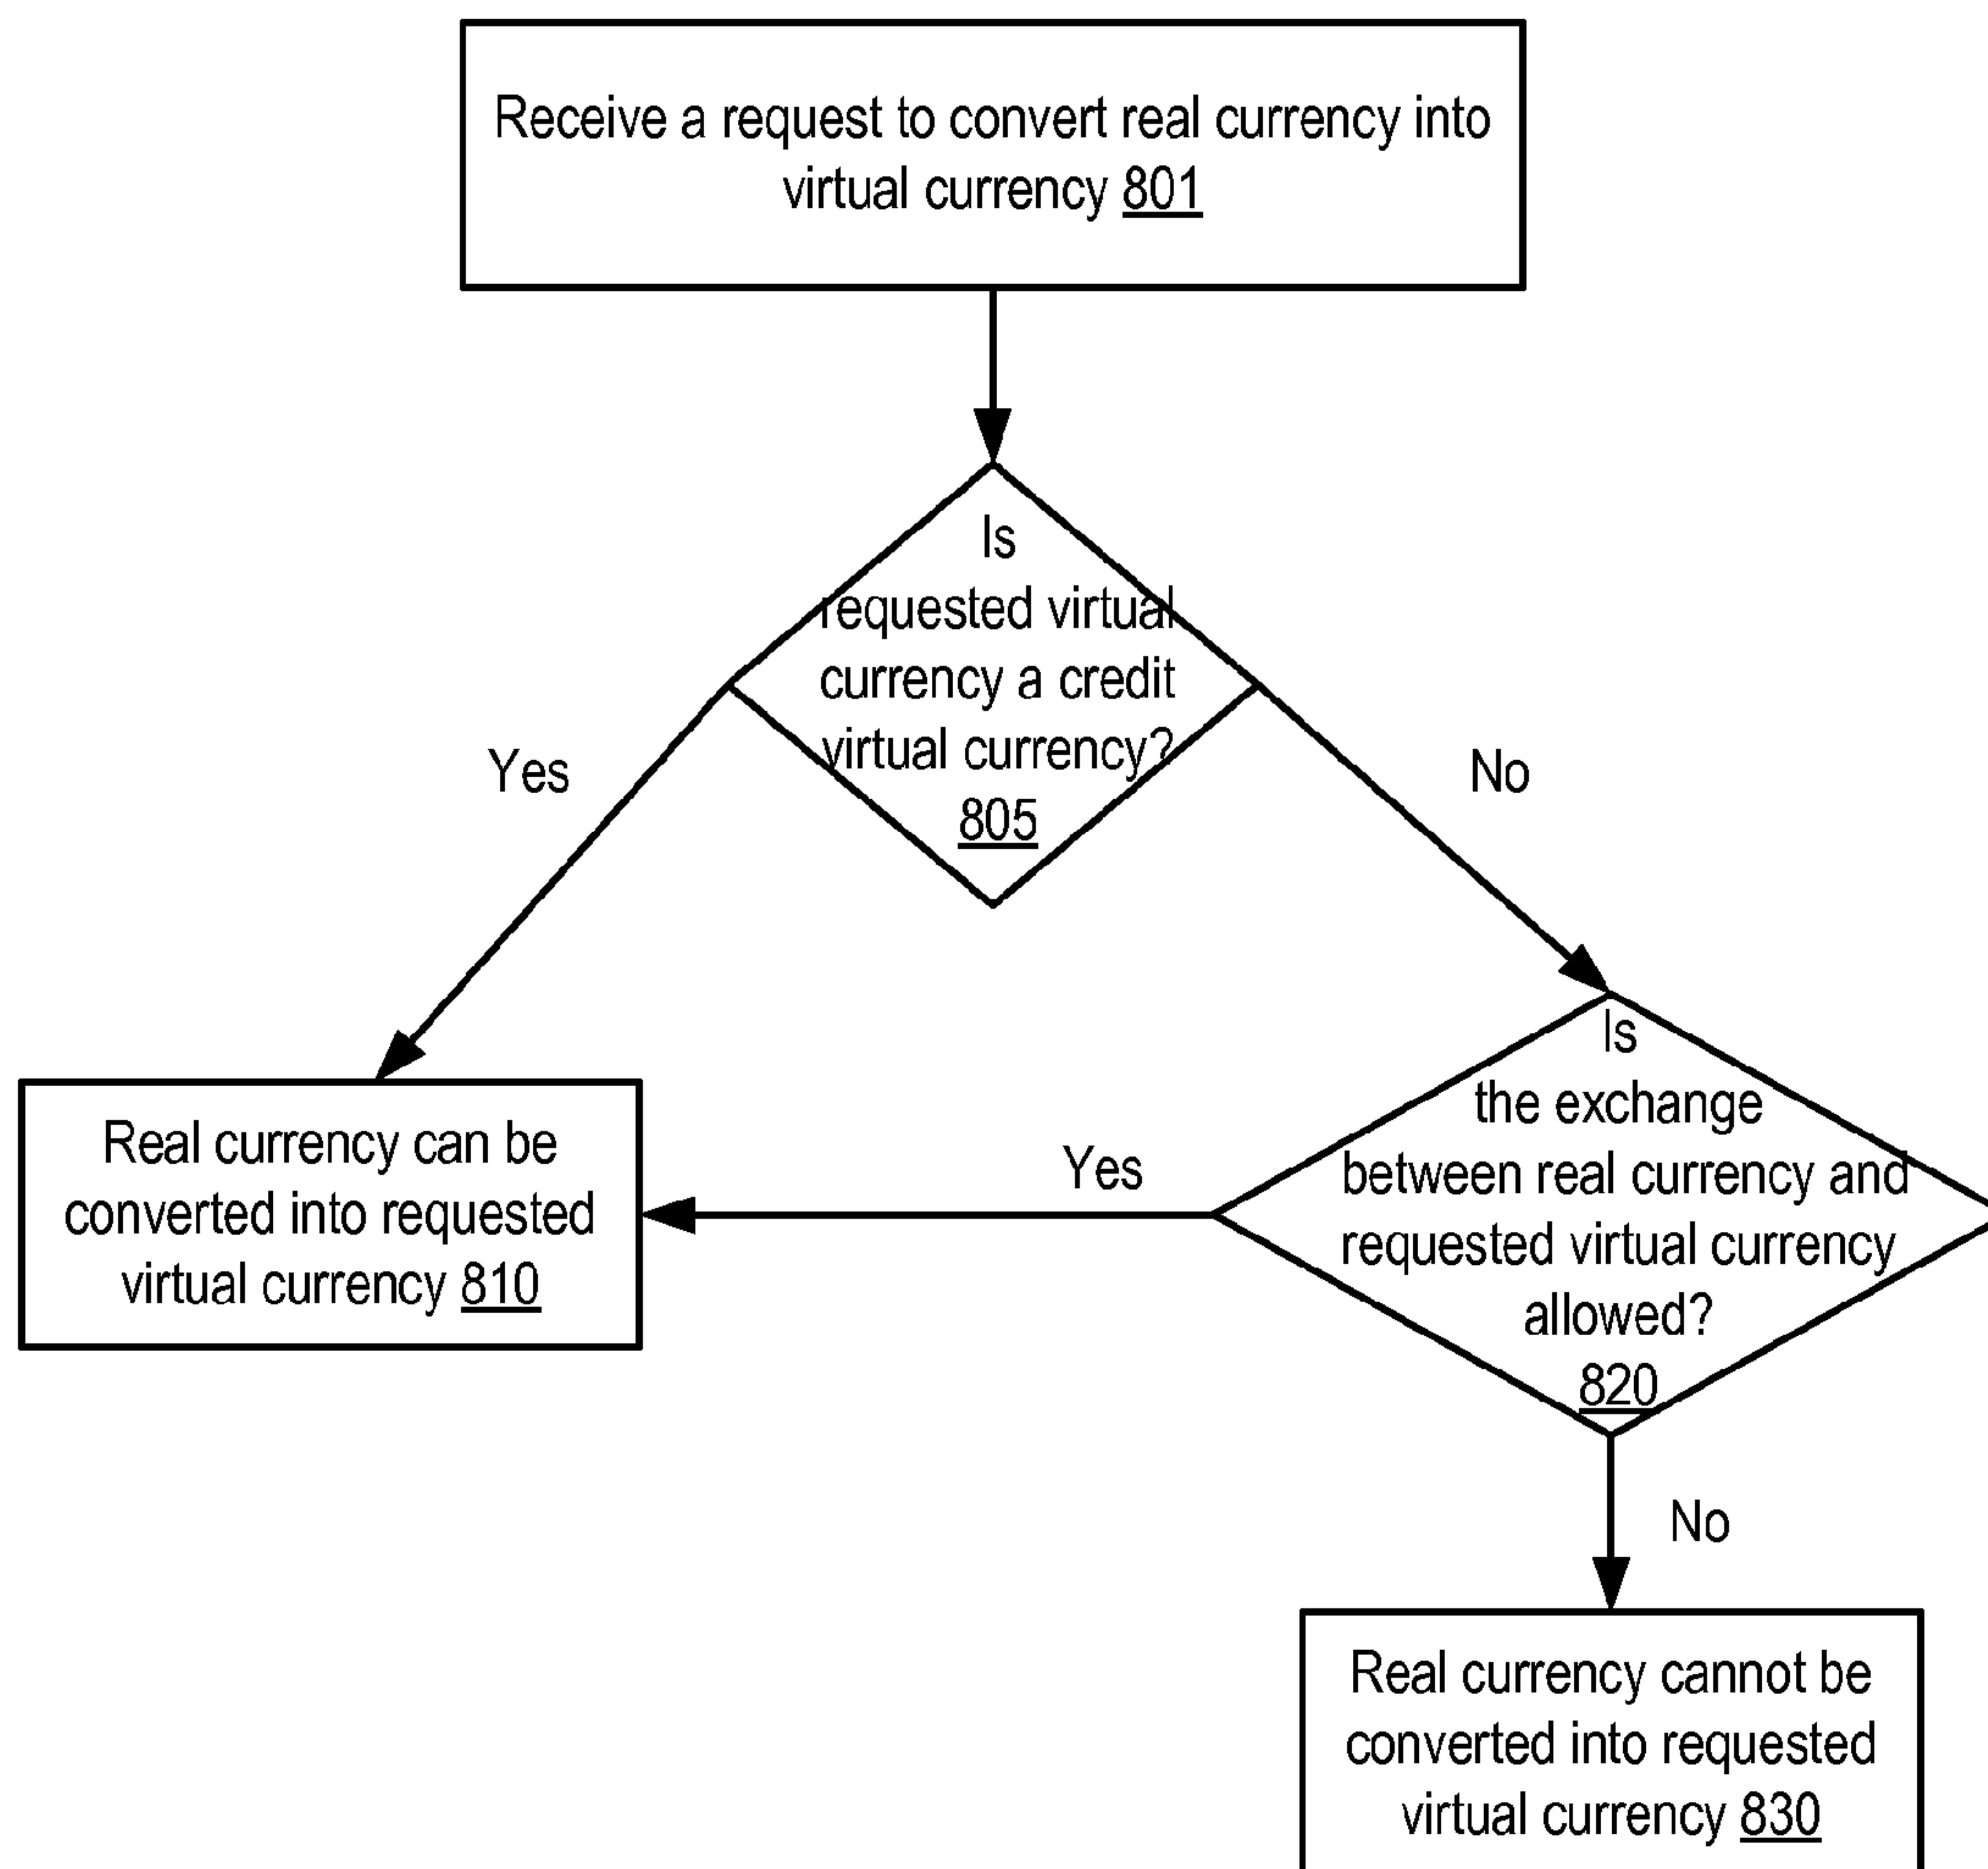 Receive a request to convert real currency into
virtual currency 801
Is
requested virtual
currency a credit
virtual currency?
805
Yes
No
Is
the exchange
between real currency and
requested virtual currency
allowed?
820
Yes
Real currency can be
converted into requested
virtual currency 810
No
Real currency cannot be
converted into requested
virtual currency 830